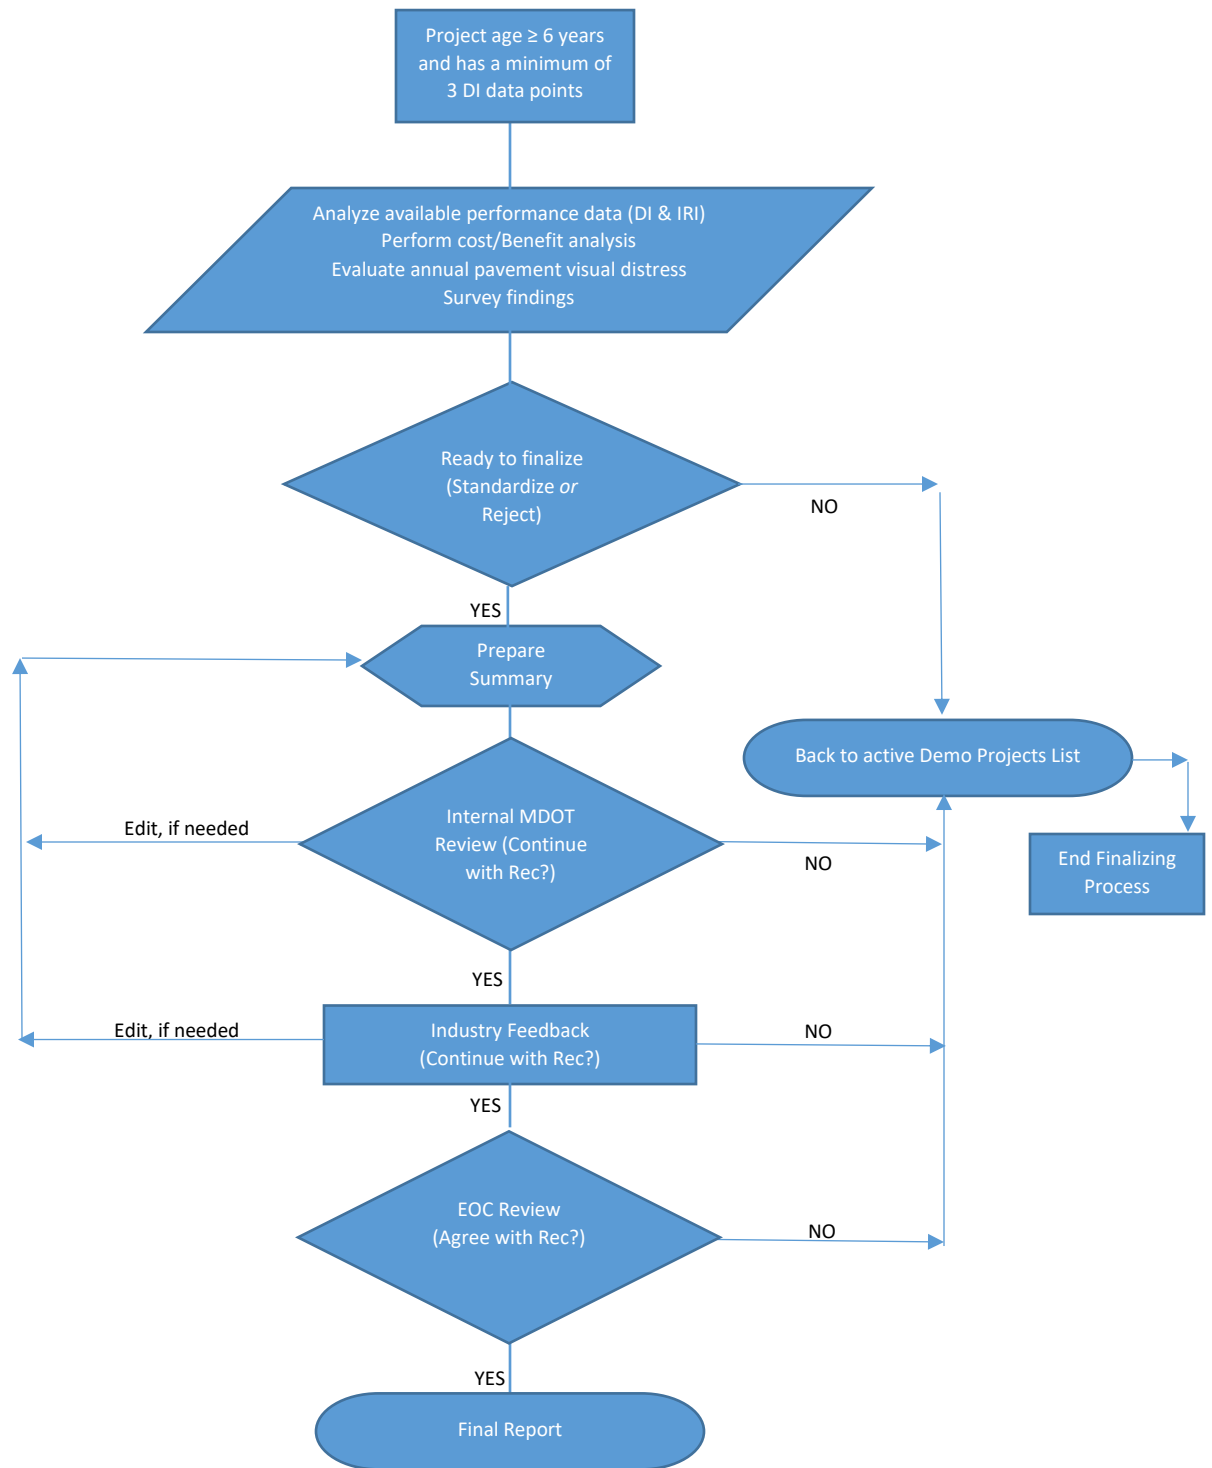 Project age ≥ 6 years
and has a minimum of
3 DI data points
Analyze available performance data (DI & IRI)
Perform cost/Benefit analysis
Evaluate annual pavement visual distress
Survey findings
Ready to finalize
(Standardize or
Reject)
NO
YES
Prepare
Summary
Back to active Demo Projects List
Edit, if needed
Internal MDOT
Review (Continue
with Rec?)
NO
End Finalizing
Process
YES
Edit, if needed
Industry Feedback
(Continue with Rec?)
NO
YES
EOC Review
(Agree with Rec?)
NO
YES
Final Report